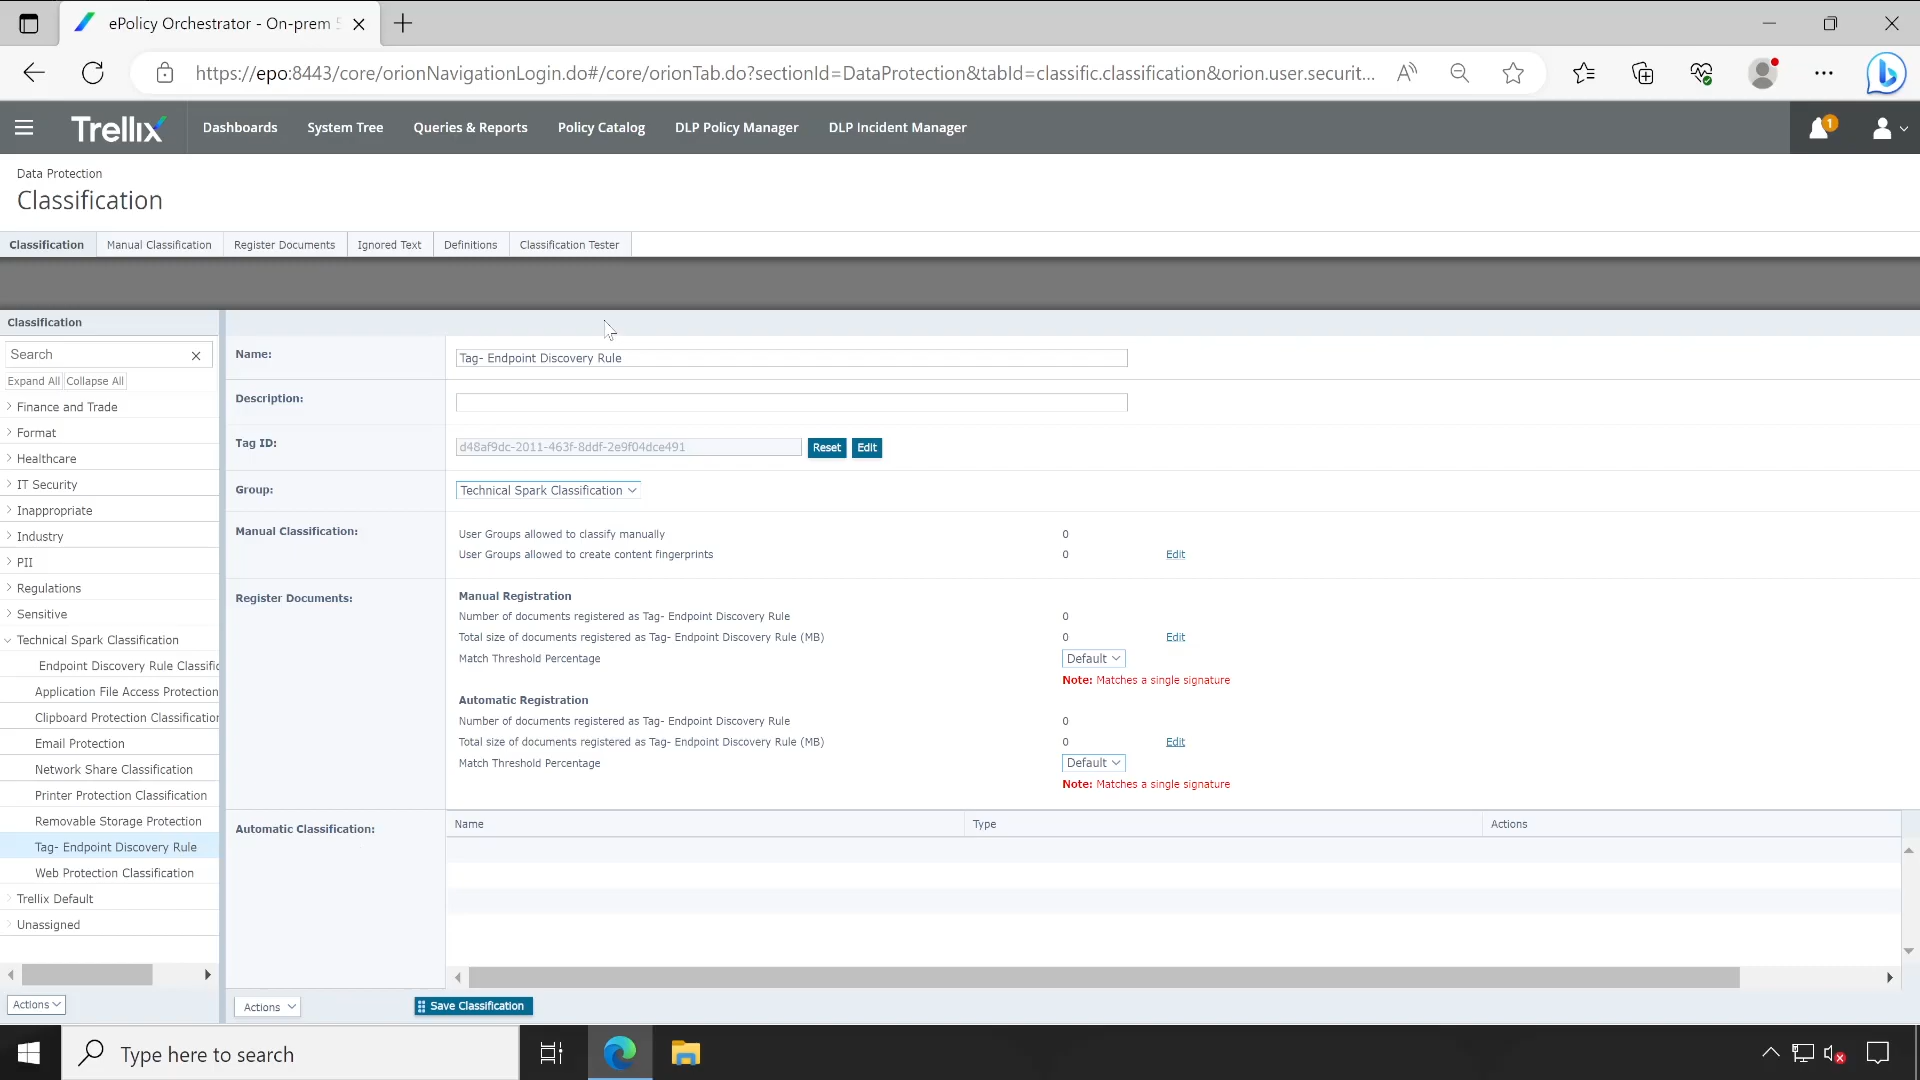 ePolicy Orchestrator - On-prem
https://epo:8443/core/orionNavigationLogin.do#/core/orionTab.do?sectionId=DataProtection&tabId=classific.classification&orion.user.securit...
Trellix
Dashboards
System Tree
Queries & Reports
Policy Catalog
DLP Policy Manager
DLP Incident Manager
1
Data Protection
Classification
Classification
Manual Classification
Register Documents
Ignored Text
Definitions
Classification Tester
Classification
Search
Expand All
Collapse All
Finance and Trade
Format
Healthcare
IT Security
Inappropriate
Industry
PII
Regulations
Sensitive
Technical Spark Classification
Endpoint Discovery Rule Classific
Application File Access Protection
Clipboard Protection Classification
Email Protection
Network Share Classification
Printer Protection Classification
Removable Storage Protection
Tag- Endpoint Discovery Rule
Web Protection Classification
Trellix Default
Unassigned
Actions
Name:
Tag- Endpoint Discovery Rule
Description:
Tag ID:
d48af9dc-2011-463f-8ddf-2e9f04dce491
Reset
Edit
Group:
Technical Spark Classification
Manual Classification:
User Groups allowed to classify manually
0
User Groups allowed to create content fingerprints
0
Edit
Register Documents:
Manual Registration
Number of documents registered as Tag- Endpoint Discovery Rule
0
Total size of documents registered as Tag- Endpoint Discovery Rule (MB)
0
Edit
Match Threshold Percentage
Default
Note: Matches a single signature
Automatic Registration
Number of documents registered as Tag- Endpoint Discovery Rule
0
Total size of documents registered as Tag- Endpoint Discovery Rule (MB)
0
Edit
Match Threshold Percentage
Default
Note: Matches a single signature
Automatic Classification:
Name
Type
Actions
Actions
Save Classification
Type here to search